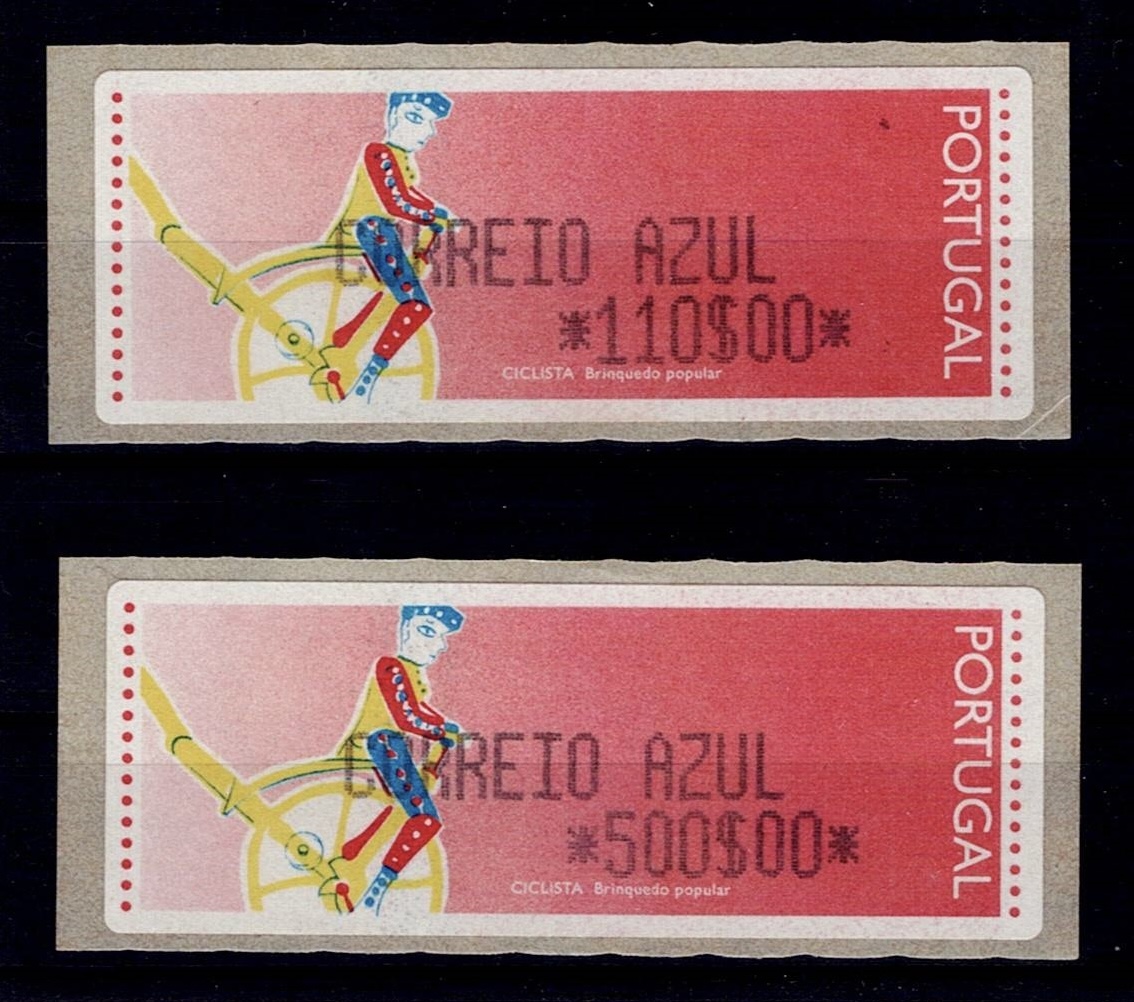 PORTUGAL
CORREIO AZUL
*110$00*
CICLISTA Brinquedo popular
PORTUGAL
CORREIO AZUL
*500$00*
CICLISTA Brinquedo popular